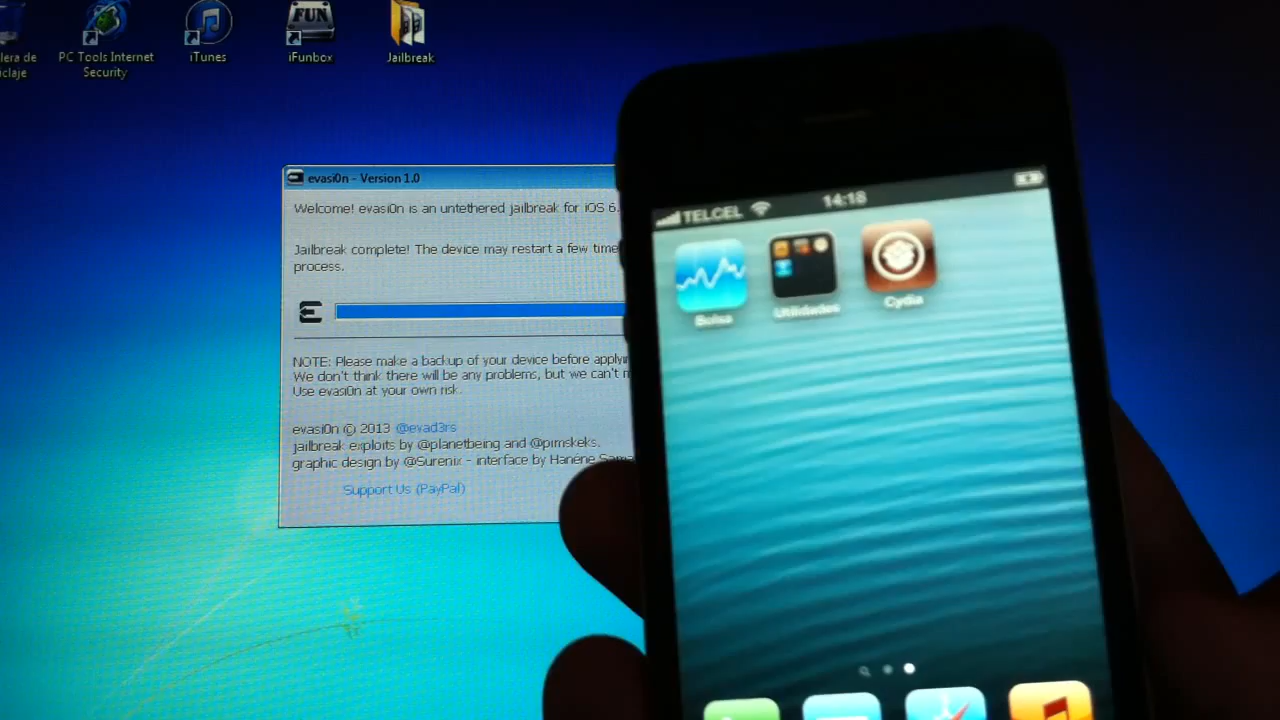 lera de
iclaje
PC Tools Internet
Security
iTunes
FUN
iFunbox
Jailbreak
evasi0n - Version 1.0
Welcome! evasi0n is an untethered jailbreak for iOS 6.
Jailbreak complete! The device may restart a few time
process.
NOTE: Please make a backup of your device before applyin
We don't think there will be any problems, but we can't
Use evasi0n at your own risk.
evasi0n © 2013 @evad3rs
jailbreak exploits by @planetbeing and @pimskeks.
graphic design by @Surenix - interface by Hanéne Sama
Support Us (PayPal)
TELCEL
14:18
Bolsa
Utilidades
Cydia